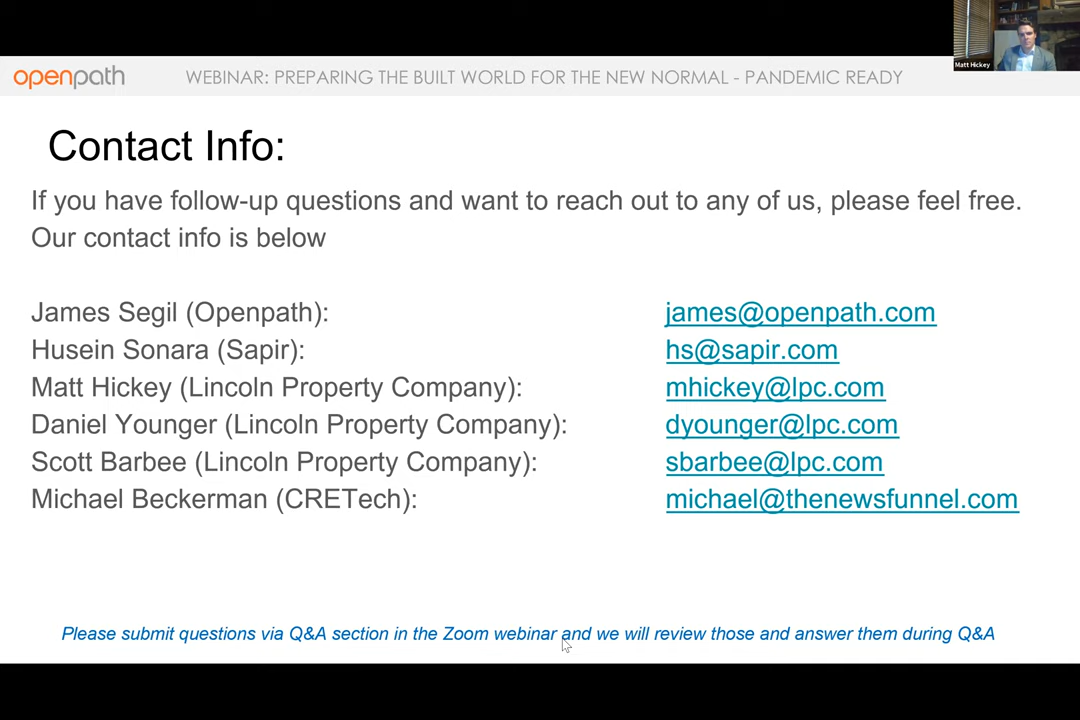 Matt Hickey
openpath WEBINAR: PREPARING THE BUILT WORLD FOR THE NEW NORMAL - PANDEMIC READY
Contact Info:
If you have follow-up questions and want to reach out to any of us, please feel free.
Our contact info is below
James Segil (Openpath): james@openpath.com
Husein Sonara (Sapir): hs@sapir.com
Matt Hickey (Lincoln Property Company): mhickey@lpc.com
Daniel Younger (Lincoln Property Company): dyounger@lpc.com
Scott Barbee (Lincoln Property Company): sbarbee@lpc.com
Michael Beckerman (CRETech): michael@thenewsfunnel.com
Please submit questions via Q&A section in the Zoom webinar and we will review those and answer them during Q&A